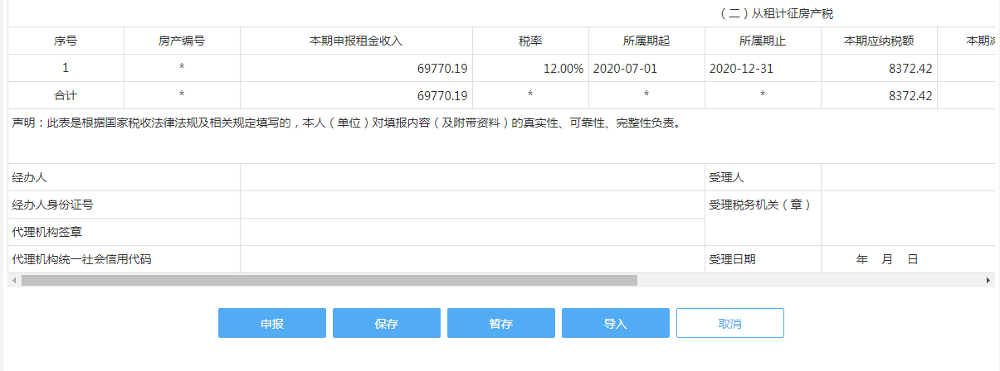 （二）从租计征房产税
序号 房产编号 本期申报租金收入 税率 所属期起 所属期止 本期应纳税额 本期
1 * 69770.19 12.00% 2020-07-01 2020-12-31 8372.42
合计 * 69770.19 * * * 8372.42
声明：此表是根据国家税收法律法规及相关规定填写的，本人（单位）对填报内容（及附带资料）的真实性、可靠性、完整性负责。
经办人 受理人
经办人身份证号 受理税务机关（章）
代理机构签章
代理机构统一社会信用代码 受理日期 年 月 日
申报 保存 暂存 导入 取消